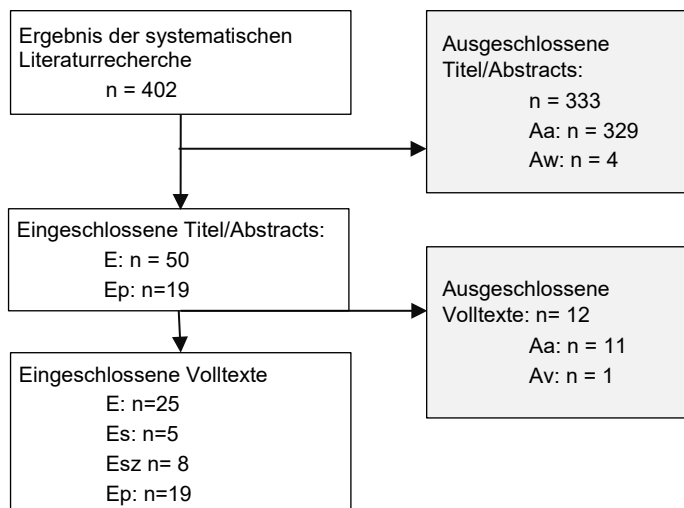 Ergebnis der systematischen
Literaturrecherche
n = 402
Ausgeschlossene
Titel/Abstracts:
n = 333
Aa: n = 329
Aw: n = 4
Eingeschlossene Titel/Abstracts:
E: n = 50
Ep: n=19
Ausgeschlossene
Volltexte: n= 12
Aa: n = 11
Av: n = 1
Eingeschlossene Volltexte
E: n=25
Es: n=5
Esz n= 8
Ep: n=19